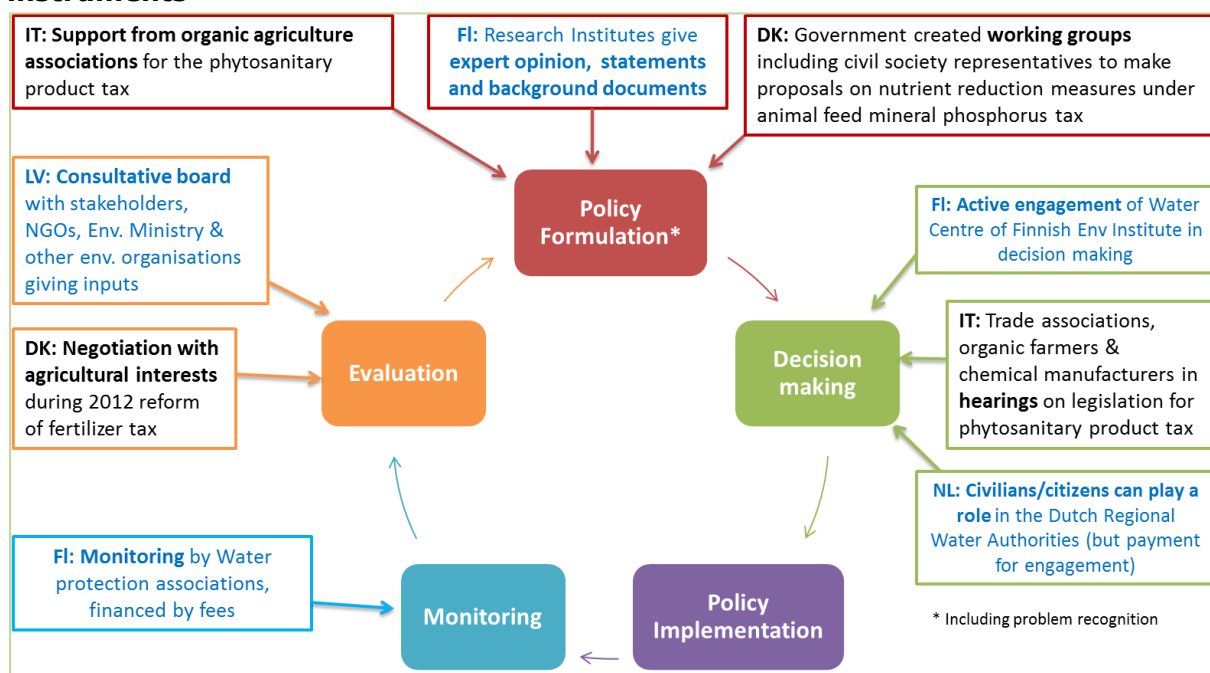 IT: Support from organic agriculture
associations for the phytosanitary
product tax
FI: Research Institutes give
expert opinion, statements
and background documents
DK: Government created working groups
including civil society representatives to make
proposals on nutrient reduction measures under
animal feed mineral phosphorus tax
LV: Consultative board
with stakeholders,
NGOs, Env. Ministry &
other env. organisations
giving inputs
Policy
Formulation*
FI: Active engagement of Water
Centre of Finnish Env Institute in
decision making
DK: Negotiation with
agricultural interests
during 2012 reform
of fertilizer tax
Evaluation
Decision
making
IT: Trade associations,
organic farmers &
chemical manufacturers in
hearings on legislation for
phytosanitary product tax
NL: Civilians/citizens can play a
role in the Dutch Regional
Water Authorities (but payment
for engagement)
FI: Monitoring by Water
protection associations,
financed by fees
Monitoring
Policy
Implementation
* Including problem recognition